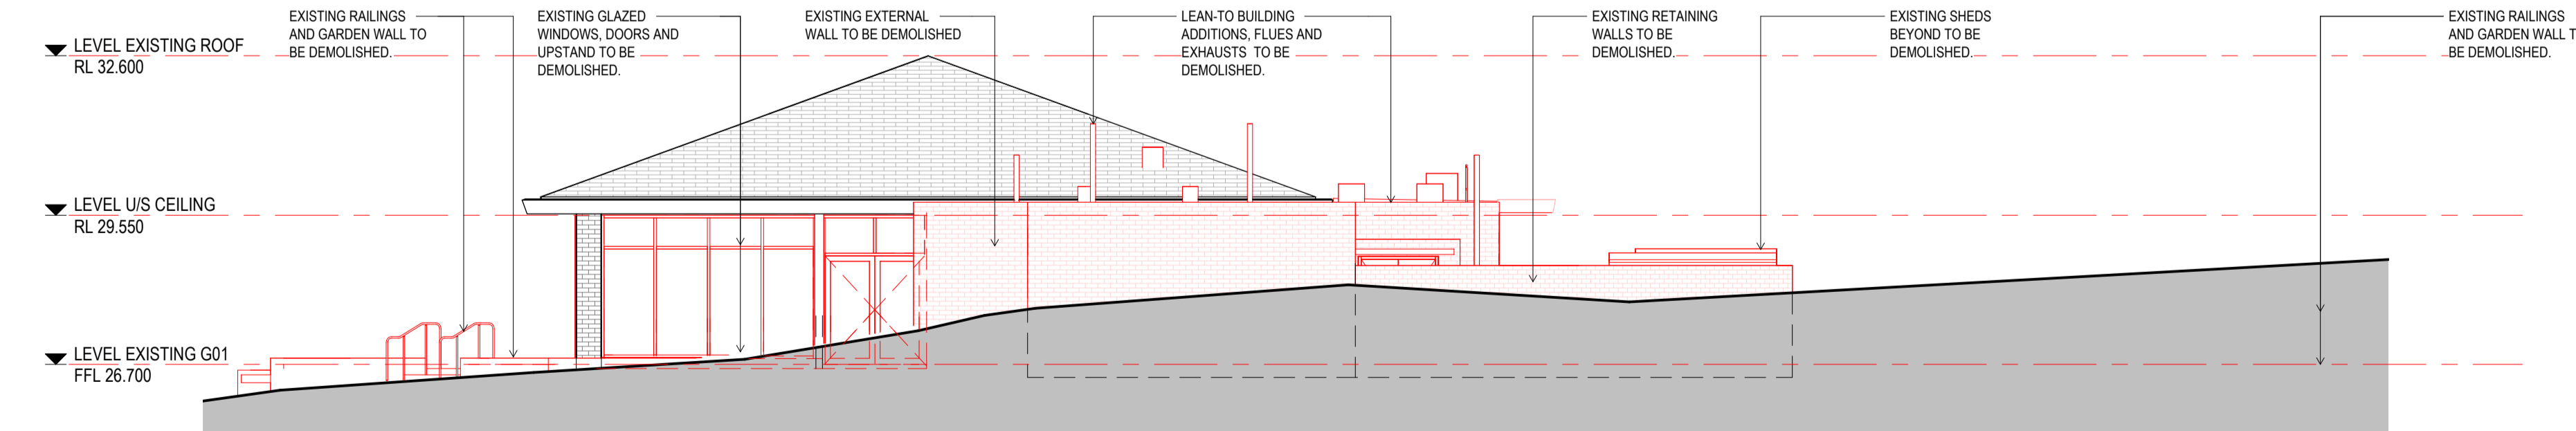 EXISTING RAILINGS
AND GARDEN WALL TO
BE DEMOLISHED.
EXISTING GLAZED
WINDOWS, DOORS AND
UPSTAND TO BE
DEMOLISHED.
EXISTING EXTERNAL
WALL TO BE DEMOLISHED
LEAN-TO BUILDING
ADDITIONS, FLUES AND
EXHAUSTS TO BE
DEMOLISHED.
EXISTING RETAINING
WALLS TO BE
DEMOLISHED.
EXISTING SHEDS
BEYOND TO BE
DEMOLISHED.
EXISTING RAILINGS
AND GARDEN WALL T
BE DEMOLISHED.
LEVEL EXISTING ROOF
RL 32.600
LEVEL U/S CEILING
RL 29.550
LEVEL EXISTING G01
FFL 26.700